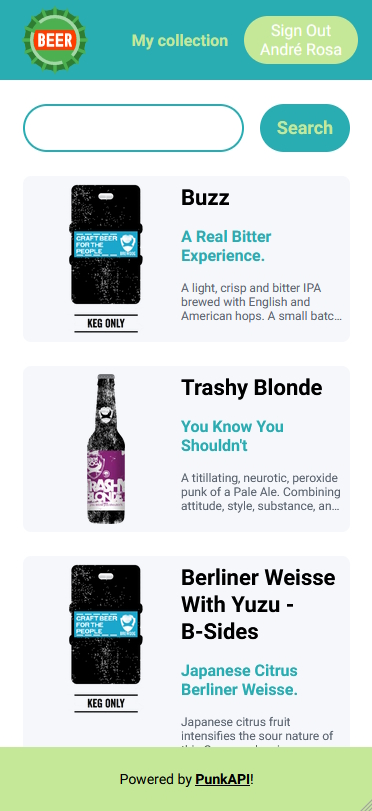 BEER
My collection
Sign Out
André Rosa
Search
Buzz
A Real Bitter
Experience.
A light, crisp and bitter IPA
brewed with English and
American hops. A small batc...
CRAFT BEER
FOR THE
PEOPLE
KEG ONLY
Trashy Blonde
You Know You
Shouldn't
A titillating, neurotic, peroxide
punk of a Pale Ale. Combining
attitude, style, substance, an...
TRASHY
BLONDE
Berliner Weisse
With Yuzu -
B-Sides
Japanese Citrus
Berliner Weisse.
Japanese citrus fruit
intensifies the sour nature of
CRAFT BEER
FOR THE
PEOPLE
KEG ONLY
Powered by PunkAPI!